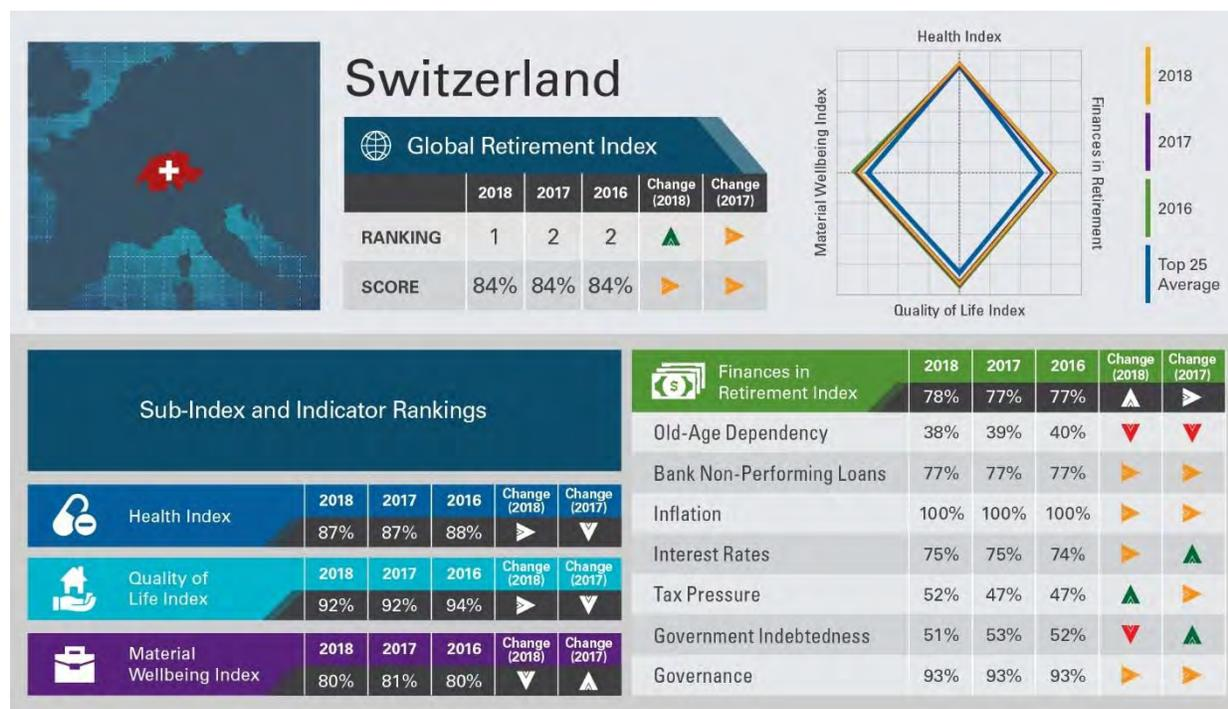 Switzerland
Global Retirement Index
2018 2017 2016 Change (2018) Change (2017)
RANKING 1 2 2
SCORE 84% 84% 84%
Health Index
Material Wellbeing Index
Finances in Retirement
Quality of Life Index
2018
2017
2016
Top 25
Average
Sub-Index and Indicator Rankings
Health Index
2018 2017 2016 Change (2018) Change (2017)
87% 87% 88%
Quality of
Life Index
2018 2017 2016 Change (2018) Change (2017)
92% 92% 94%
Material
Wellbeing Index
2018 2017 2016 Change (2018) Change (2017)
80% 81% 80%
Finances in
Retirement Index
2018 2017 2016 Change (2018) Change (2017)
78% 77% 77%
Old-Age Dependency 38% 39% 40%
Bank Non-Performing Loans 77% 77% 77%
Inflation 100% 100% 100%
Interest Rates 75% 75% 74%
Tax Pressure 52% 47% 47%
Government Indebtedness 51% 53% 52%
Governance 93% 93% 93%